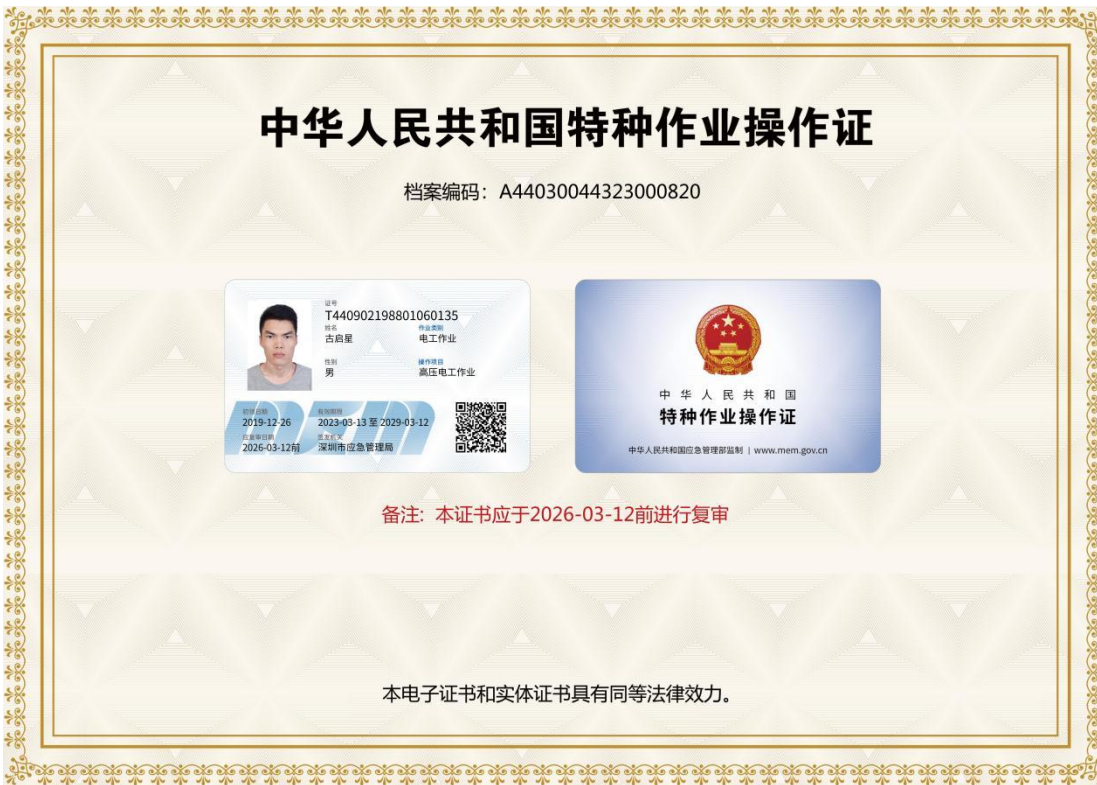 中华人民共和国特种作业操作证
档案编码：A44030044323000820
证号
T440902198801060135
姓名
古启星
作业类别
电工作业
性别
男
操作项目
高压电工作业
初领日期
2019-12-26
有效期限
2023-03-13 至 2029-03-12
应复审日期
2026-03-12前
签发机关
深圳市应急管理局
中华人民共和国
特种作业操作证
中华人民共和国应急管理部监制 | www.mem.gov.cn
备注: 本证书应于2026-03-12前进行复审
本电子证书和实体证书具有同等法律效力。